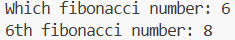 Which fibonacci number: 6
6th fibonacci number: 8